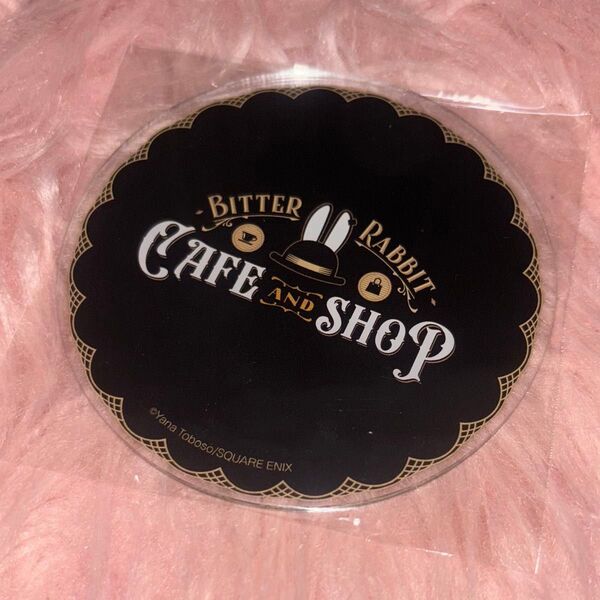 - BITTER RABBIT -
CAFE AND SHOP
©Yana Toboso/SQUARE ENIX